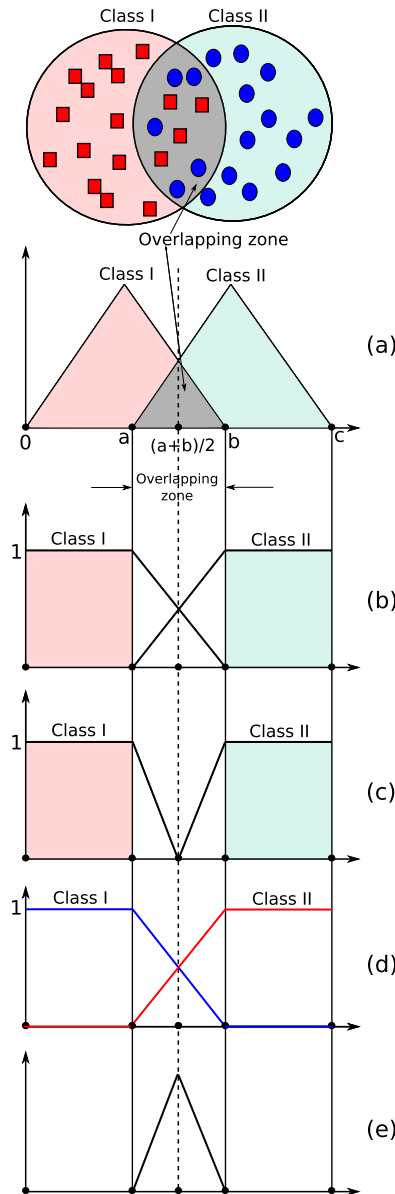 Class I Class II
Overlapping zone
Class I Class II
(a)
0 a (a+b)/2 b c
Overlapping
zone
Class I Class II
1
(b)
Class I Class II
1
(c)
Class I Class II
1
(d)
(e)